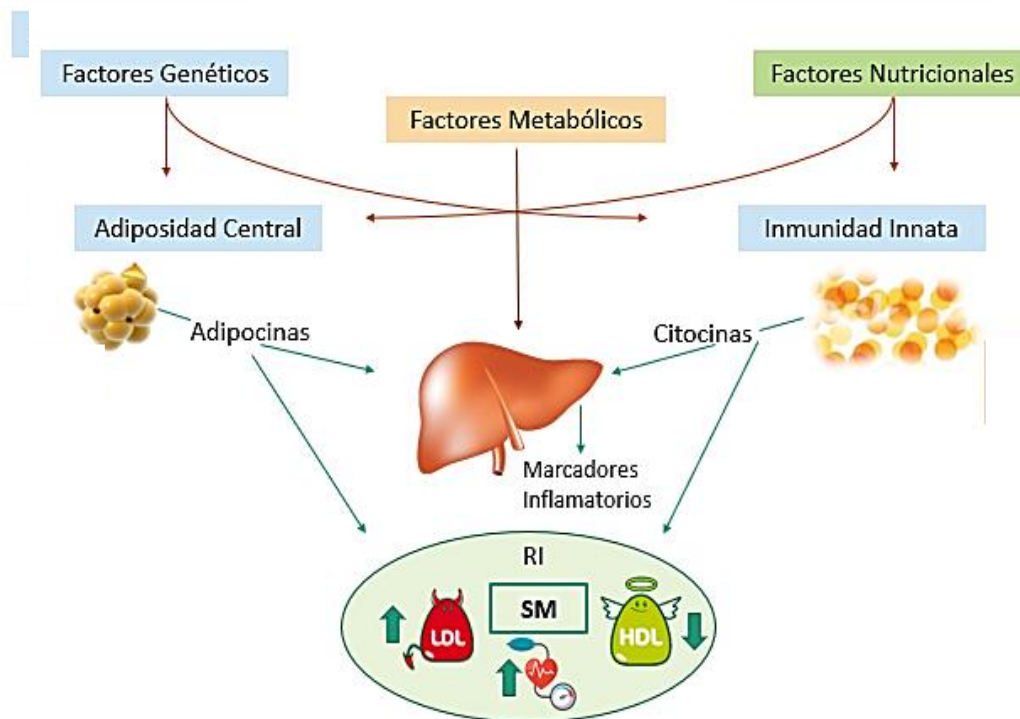 Factores Genéticos
Factores Nutricionales
Factores Metabólicos
Adiposidad Central
Inmunidad Innata
Adipocinas
Citocinas
Marcadores
Inflamatorios
RI
SM
LDL
HDL